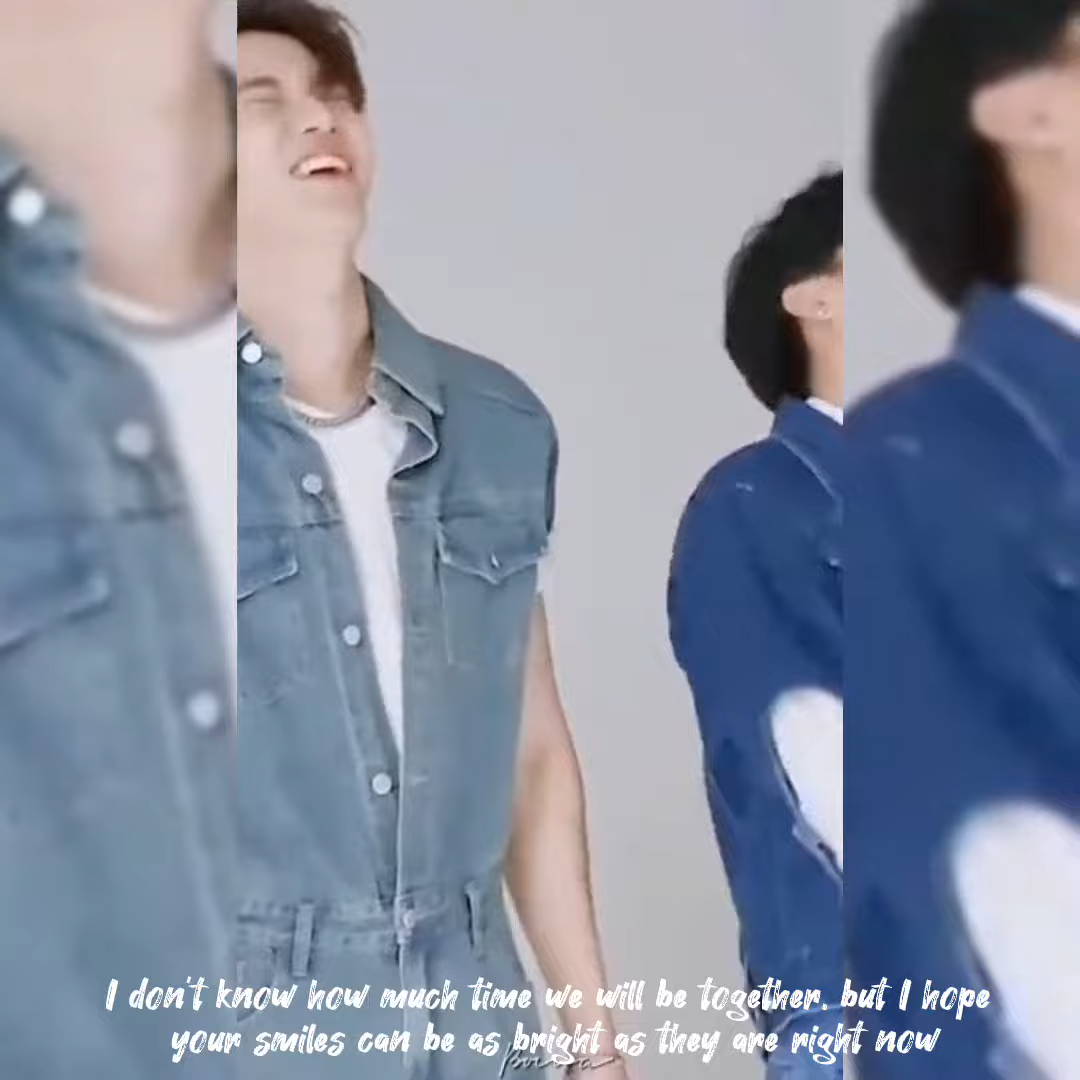 I don't know how much time we will be together. but I hope
your smiles can be as bright as they are right now